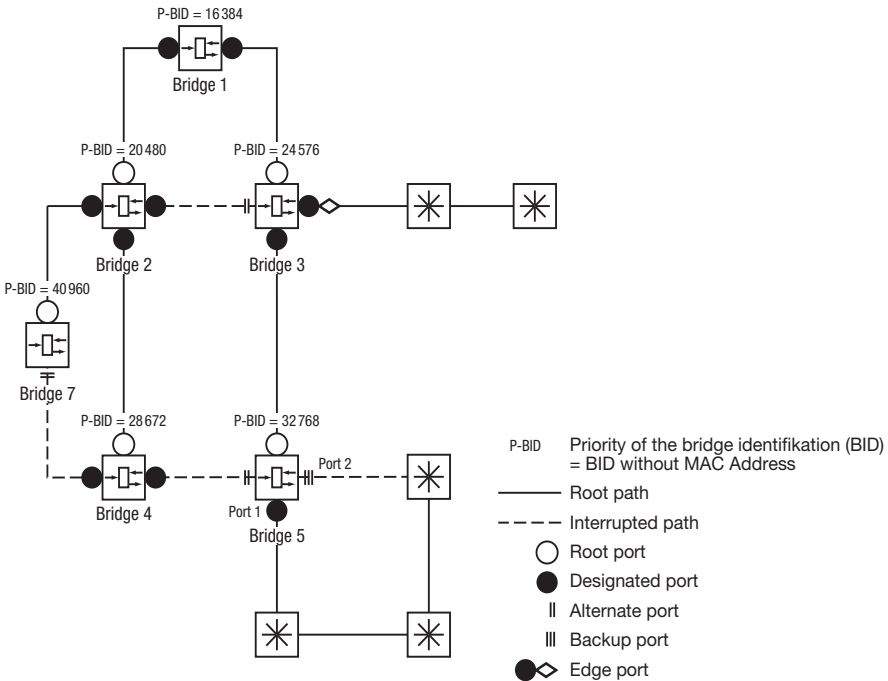 P-BID = 16 384
Bridge 1
P-BID = 20 480
P-BID = 24 576
Bridge 2
Bridge 3
P-BID = 40 960
Bridge 7
P-BID = 28 672
P-BID = 32 768
Port 2
Bridge 4
Port 1
Bridge 5
P-BID Priority of the bridge identifikation (BID)
= BID without MAC Address
Root path
Interrupted path
Root port
Designated port
Alternate port
Backup port
Edge port